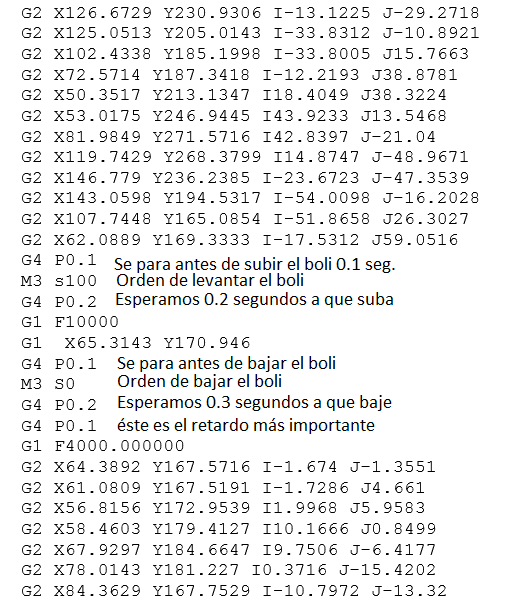 G2 X126.6729 Y230.9306 I-13.1225 J-29.2718
G2 X125.0513 Y205.0143 I-33.8312 J-10.8921
G2 X102.4338 Y185.1998 I-33.8005 J15.7663
G2 X72.5714 Y187.3418 I-12.2193 J38.8781
G2 X50.3517 Y213.1347 I18.4049 J38.3224
G2 X53.0175 Y246.9445 I43.9233 J13.5468
G2 X81.9849 Y271.5716 I42.8397 J-21.04
G2 X119.7429 Y268.3799 I14.8747 J-48.9671
G2 X146.779 Y236.2385 I-23.6723 J-47.3539
G2 X143.0598 Y194.5317 I-54.0098 J-16.2028
G2 X107.7448 Y165.0854 I-51.8658 J26.3027
G2 X62.0889 Y169.3333 I-17.5312 J59.0516
G4 P0.1 Se para antes de subir el boli 0.1 seg.
M3 s100 Orden de levantar el boli
G4 P0.2 Esperamos 0.2 segundos a que suba
G1 F10000
G1  X65.3143 Y170.946
G4 P0.1 Se para antes de bajar el boli
M3 S0 Orden de bajar el boli
G4 P0.2 Esperamos 0.3 segundos a que baje
G4 P0.1 éste es el retardo más importante
G1 F4000.000000
G2 X64.3892 Y167.5716 I-1.674 J-1.3551
G2 X61.0809 Y167.5191 I-1.7286 J4.661
G2 X56.8156 Y172.9539 I1.9968 J5.9583
G2 X58.4603 Y179.4127 I10.1666 J0.8499
G2 X67.9297 Y184.6647 I9.7506 J-6.4177
G2 X78.0143 Y181.227 I0.3716 J-15.4202
G2 X84.3629 Y167.7529 I-10.7972 J-13.32